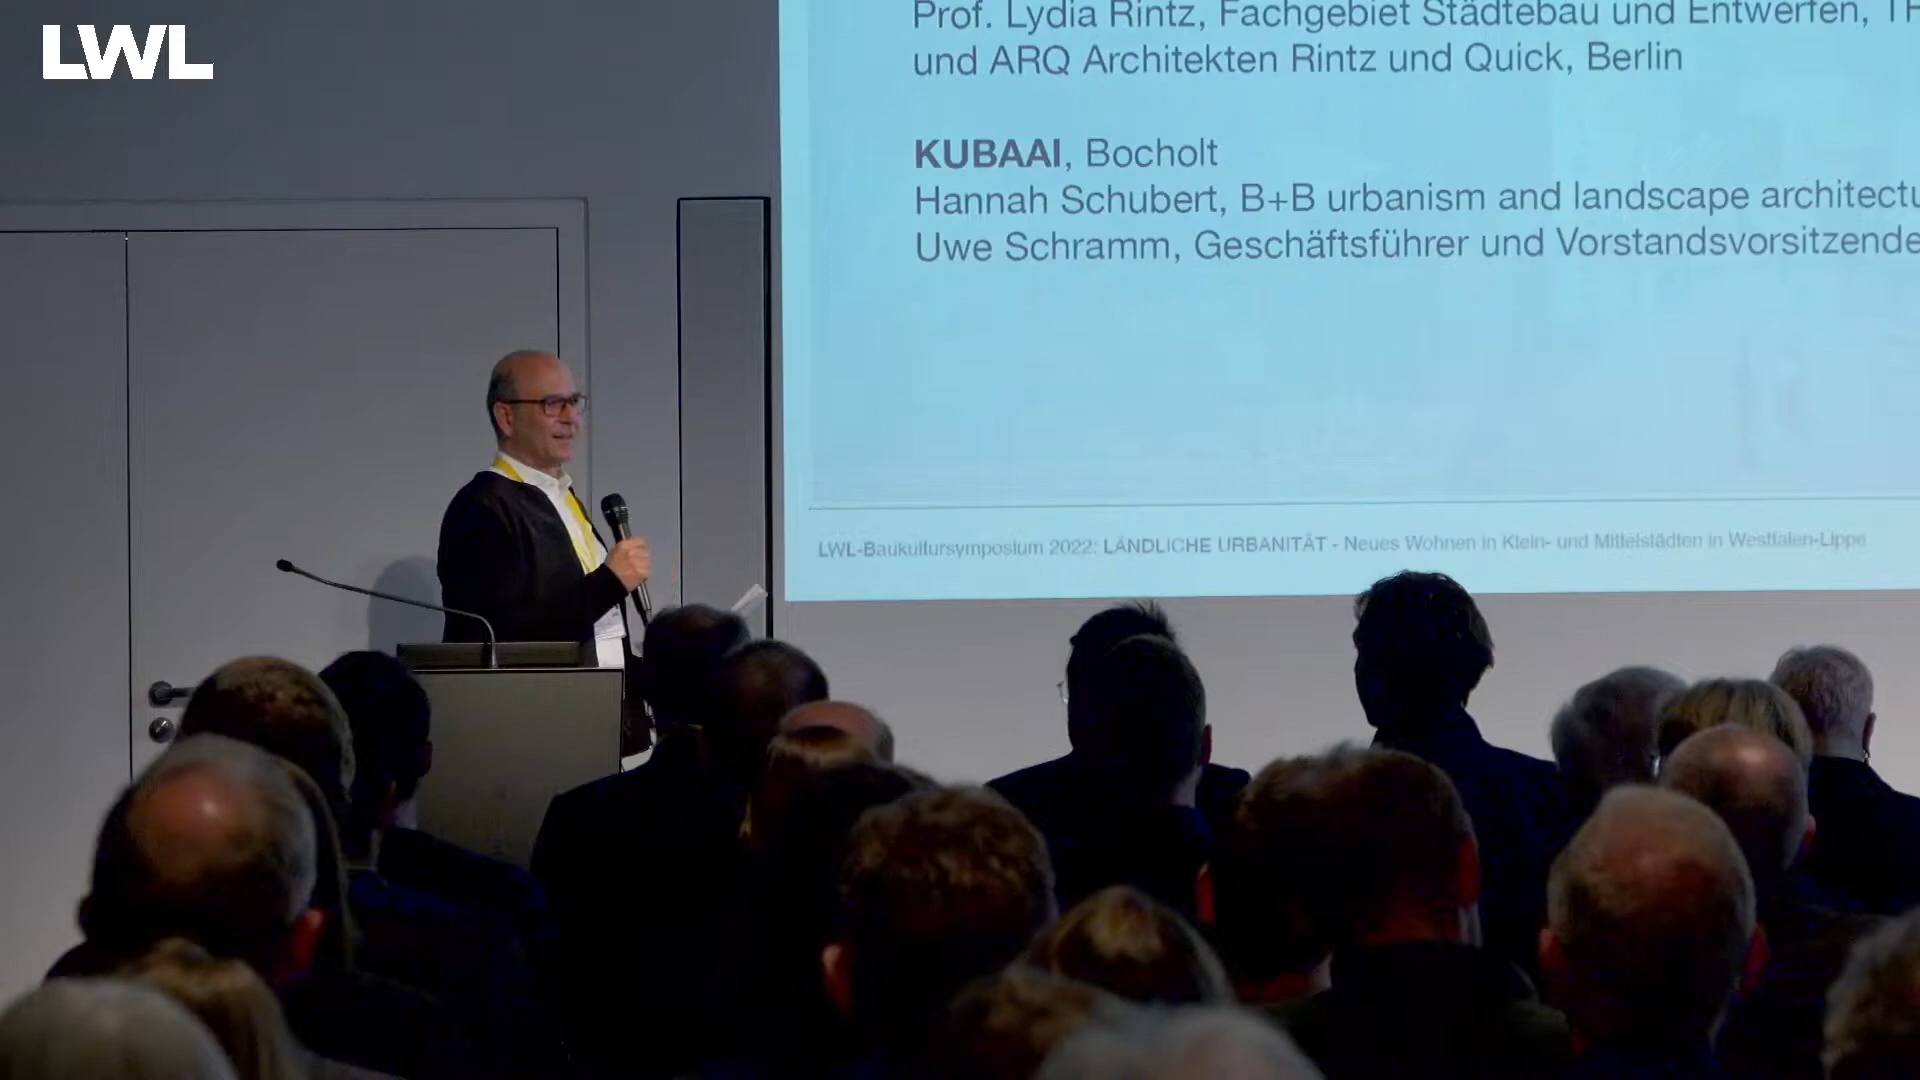 LWL
Prof. Lydia Rintz, Fachgebiet Städtebau und Entwerfen,
und ARQ Architekten Rintz und Quick, Berlin
KUBAAI, Bocholt
Hannah Schubert, B+B urbanism and landscape architectu
Uwe Schramm, Geschäftsführer und Vorstandsvorsitzende
LWL-Baukultursymposium 2022: LÄNDLICHE URBANITÄT - Neues Wohnen in Klein- und Mittelstädten in Westfalen-Lippe